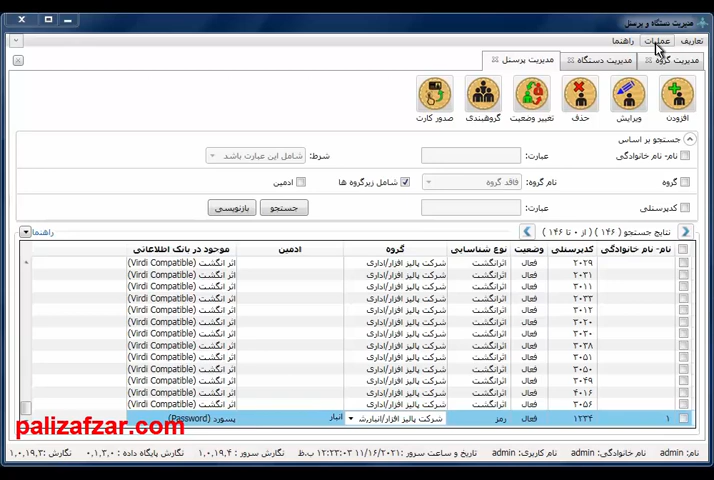 مدیریت دستگاه و پرسنل
تعاریف عملیات راهنما
مدیریت گروه مدیریت دستگاه مدیریت پرسنل
افزودن ویرایش حذف تغییر وضعیت گروهبندی صدور کارت
جستجو بر اساس
نام- نام خانوادگی عبارت: شرط: شامل این عبارت باشد
گروه نام گروه: فاقد گروه شامل زیرگروه ها ادمین
کدپرسنلی عبارت: جستجو بازنویسی
نتایج جستجو ( ۱۴۶ ) ( از ۰ تا ۱۴۶ ) راهنما
نام- نام خانوادگی کدپرسنلی وضعیت نوع شناسایی گروه ادمین موجود در بانک اطلاعاتی
۲۰۲۹ فعال اثرانگشت شرکت پالیز افزار/اداری اثر انگشت (Virdi Compatible)
۲۰۳۱ فعال اثرانگشت شرکت پالیز افزار/اداری اثر انگشت (Virdi Compatible)
۳۰۱۱ فعال اثرانگشت شرکت پالیز افزار/اداری اثر انگشت (Virdi Compatible)
۲۰۳۳ فعال اثرانگشت شرکت پالیز افزار/اداری اثر انگشت (Virdi Compatible)
۳۰۱۲ فعال اثرانگشت شرکت پالیز افزار/اداری اثر انگشت (Virdi Compatible)
۳۰۲۰ فعال اثرانگشت شرکت پالیز افزار/اداری اثر انگشت (Virdi Compatible)
۳۰۳۰ فعال اثرانگشت شرکت پالیز افزار/اداری اثر انگشت (Virdi Compatible)
۳۰۳۸ فعال اثرانگشت شرکت پالیز افزار/اداری اثر انگشت (Virdi Compatible)
۳۰۵۱ فعال اثرانگشت شرکت پالیز افزار/اداری اثر انگشت (Virdi Compatible)
۳۰۵۰ فعال اثرانگشت شرکت پالیز افزار/اداری اثر انگشت (Virdi Compatible)
۳۰۴۹ فعال اثرانگشت شرکت پالیز افزار/اداری اثر انگشت (Virdi Compatible)
۴۰۱۶ فعال اثرانگشت شرکت پالیز افزار/اداری اثر انگشت (Virdi Compatible)
۳۰۵۶ فعال اثرانگشت شرکت پالیز افزار/اداری اثر انگشت (Virdi Compatible)
۱ ۱۲۳۴ فعال رمز شرکت پالیز افزار/انبار,ش انبار پسورد (Password)
palizafzar.com
نام: admin نام خانوادگی: admin نام کاربری: admin تاریخ و ساعت سرور : 11/16/2021 12:23:03 ب.ظ نگارش سرور : ۱,۰,۱۹,۴ نگارش پایگاه داده : ۰,۱,۳,۰ نگارش: ۱,۰,۱۹,۳